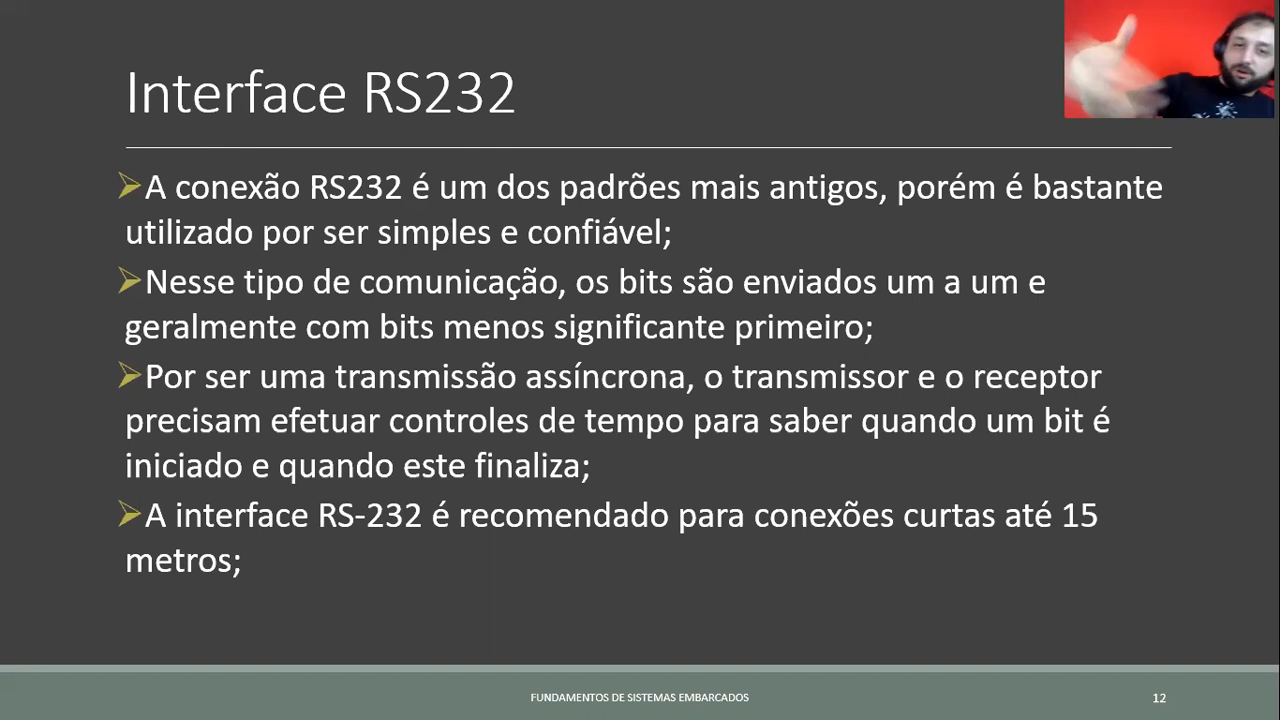 Interface RS232
A conexão RS232 é um dos padrões mais antigos, porém é bastante
utilizado por ser simples e confiável;
Nesse tipo de comunicação, os bits são enviados um a um e
geralmente com bits menos significante primeiro;
Por ser uma transmissão assíncrona, o transmissor e o receptor
precisam efetuar controles de tempo para saber quando um bit é
iniciado e quando este finaliza;
A interface RS-232 é recomendado para conexões curtas até 15
metros;
FUNDAMENTOS DE SISTEMAS EMBARCADOS
12